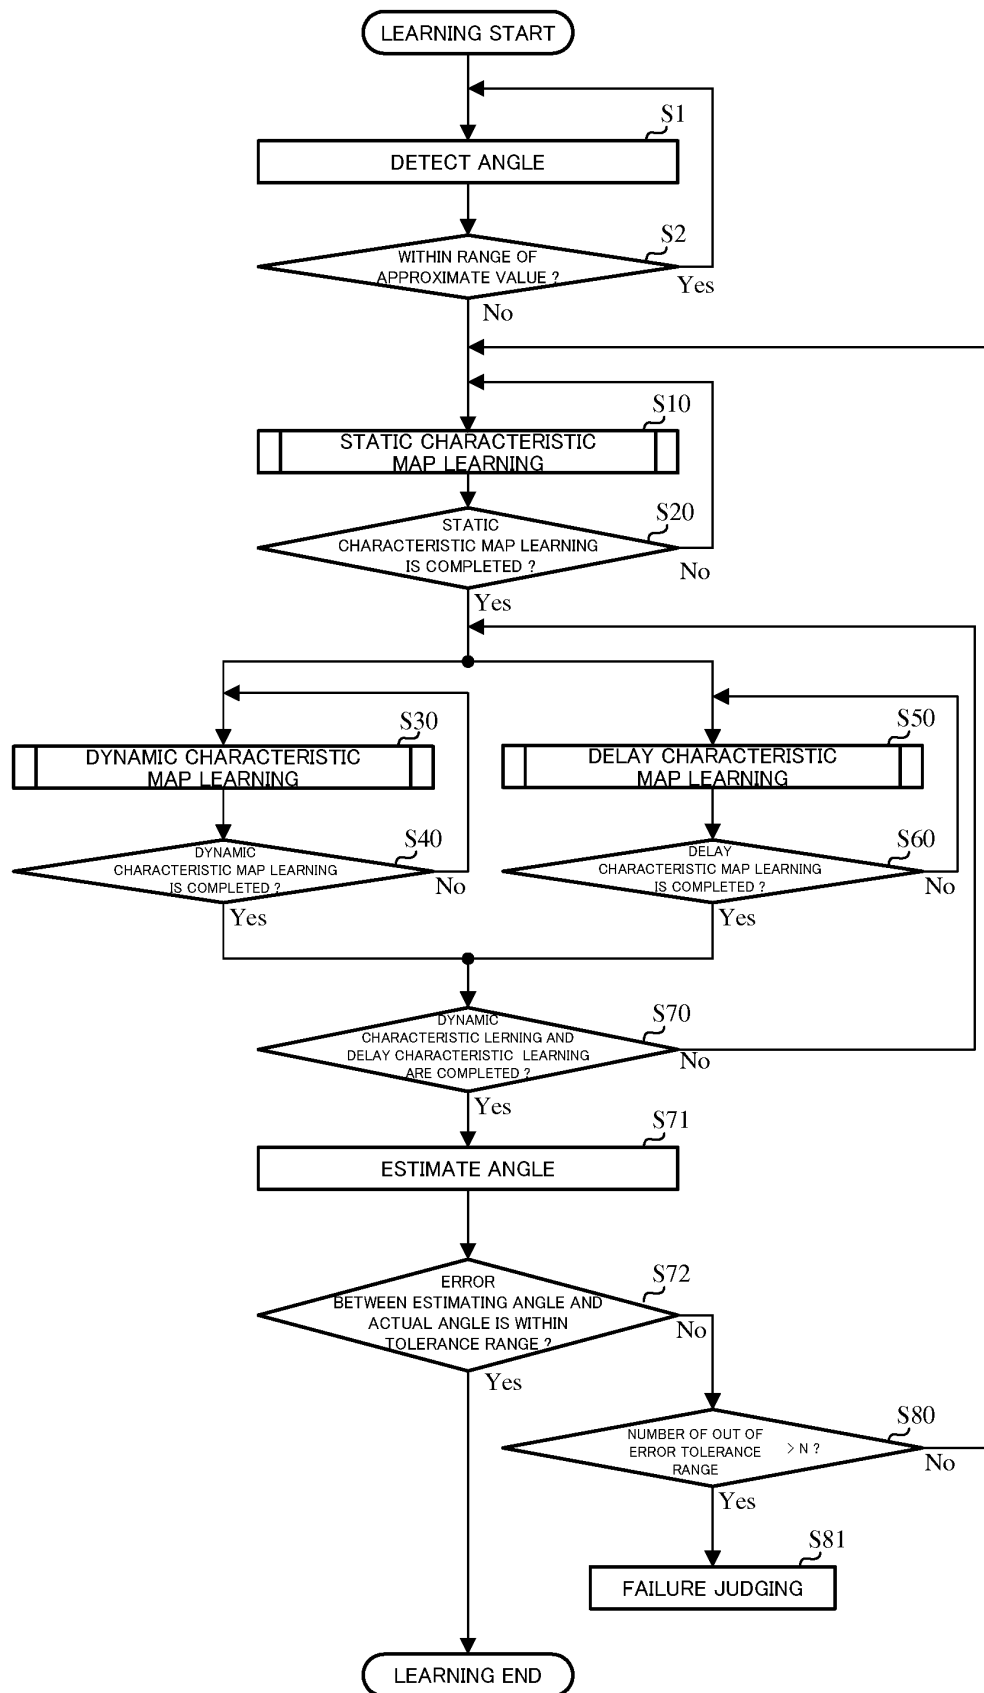 LEARNING START
S1
DETECT ANGLE
S2
WITHIN RANGE OF
APPROXIMATE VALUE ?
Yes
No
S10
STATIC CHARACTERISTIC
MAP LEARNING
S20
STATIC
CHARACTERISTIC MAP LEARNING
IS COMPLETED ?
No
Yes
S30
DYNAMIC CHARACTERISTIC
MAP LEARNING
S50
DELAY CHARACTERISTIC
MAP LEARNING
S40
DYNAMIC
CHARACTERISTIC MAP LEARNING
IS COMPLETED ?
No
Yes
S60
DELAY
CHARACTERISTIC MAP LEARNING
IS COMPLETED ?
No
Yes
S70
DYNAMIC
CHARACTERISTIC LERNING AND
DELAY CHARACTERISTIC LEARNING
ARE COMPLETED ?
No
Yes
S71
ESTIMATE ANGLE
S72
ERROR
BETWEEN ESTIMATING ANGLE AND
ACTUAL ANGLE IS WITHIN
TOLERANCE RANGE ?
No
Yes
S80
NUMBER OF OUT OF
ERROR TOLERANCE > N ?
RANGE
No
Yes
S81
FAILURE JUDGING
LEARNING END